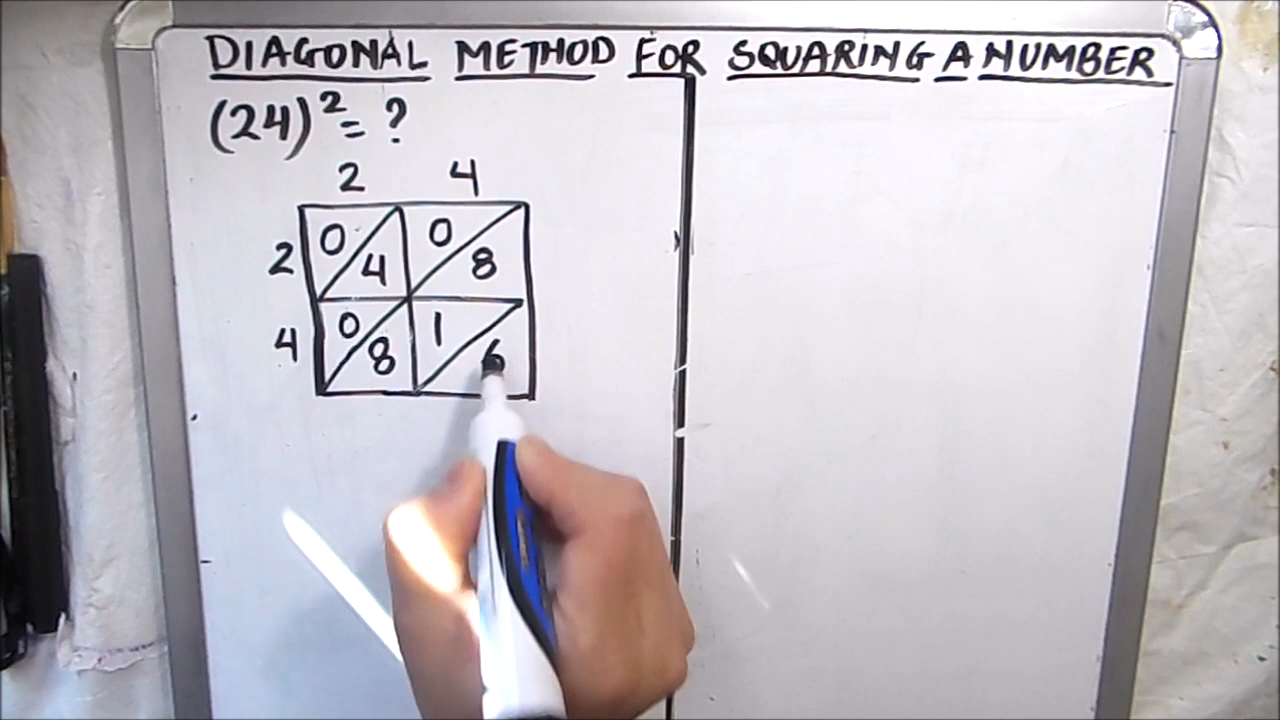 DIAGONAL METHOD FOR SQUARING A NUMBER
(24)² = ?
2 4
2 0 4 0 8
4 0 8 1 6